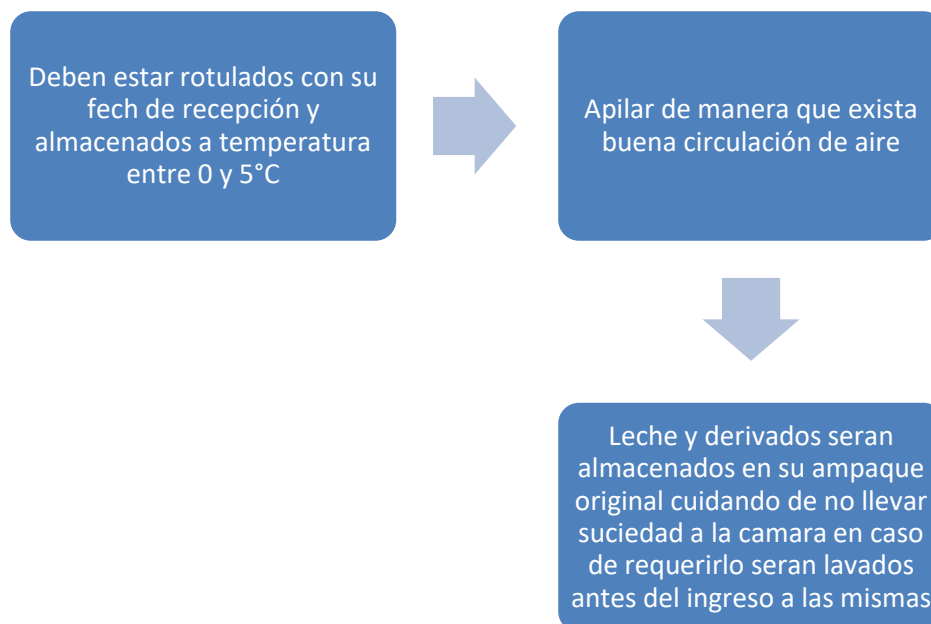 Deben estar rotulados con su
fech de recepción y
almacenados a temperatura
entre 0 y 5°C
Apilar de manera que exista
buena circulación de aire
Leche y derivados seran
almacenados en su ampaque
original cuidando de no llevar
suciedad a la camara en caso
de requerirlo seran lavados
antes del ingreso a las mismas